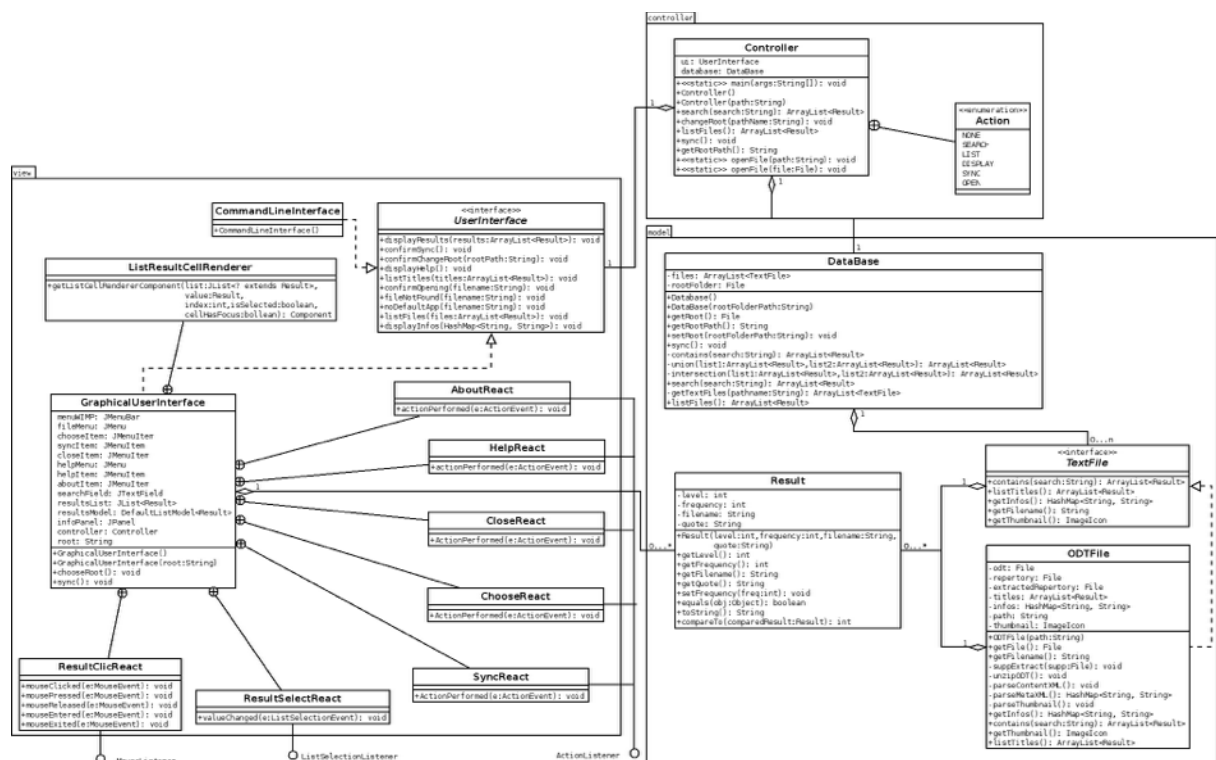 controller
Controller
ui: UserInterface
database: DataBase
+<<static>> main(args:String[]): void
+Controller()
+Controller(path:String)
+search(search:String): ArrayList<Result>
+changeRoot(pathName:String): void
+listFiles(): ArrayList<Result>
+sync(): void
+getRootPath(): String
+<<static>> openFile(path:String): void
+<<static>> openFile(file:File): void
1
1
<<enumeration>>
Action
NONE
SEARCH
LIST
DISPLAY
SYNC
OPEN
view
CommandLineInterface
+CommandLineInterface()
<<interface>>
UserInterface
+displayResults(results:ArrayList<Result>): void
+confirmSync(): void
+confirmChangeRoot(rootPath:String): void
+displayHelp(): void
+listTitles(titles:ArrayList<Result>): void
+confirmOpening(filename:String): void
+fileNotFound(filename:String): void
+noDefaultApp(filename:String): void
+listFiles(files:ArrayList<Result>): void
+displayInfos(HashMap<String, String>): void
1
ListResultCellRenderer
+getListCellRendererComponent(list:JList<? extends Result>,
value:Result,
index:int,isSelected:boolean,
cellHasFocus:bollean): Component
GraphicalUserInterface
menuWIMP: JMenuBar
fileMenu: JMenu
chooseItem: JMenuItem
syncItem: JMenuItem
closeItem: JMenuItem
helpMenu: JMenu
helpItem: JMenuItem
aboutItem: JMenuItem
searchField: JTextField
resultsList: JList<Result>
resultsModel: DefaultListModel<Result>
infoPanel: JPanel
controller: Controller
root: String
+GraphicalUserInterface()
+GraphicalUserInterface(root:String)
+chooseRoot(): void
+sync(): void
1
AboutReact
+actionPerformed(e:ActionEvent): void
HelpReact
+actionPerformed(e:ActionEvent): void
CloseReact
+ActionPerformed(e:ActionEvent): void
ChooseReact
+ActionPerformed(e:ActionEvent): void
SyncReact
+ActionPerformed(e:ActionEvent): void
ResultClicReact
+mouseClicked(e:MouseEvent): void
+mousePressed(e:MouseEvent): void
+mouseReleased(e:MouseEvent): void
+mouseEntered(e:MouseEvent): void
+mouseExited(e:MouseEvent): void
ResultSelectReact
+valueChanged(e:ListSelectionEvent): void
MouseListener
ListSelectionListener
ActionListener
model
1
DataBase
-files: ArrayList<TextFile>
-rootFolder: File
+Database()
+DataBase(rootFolderPath:String)
+getRoot(): File
+getRootPath(): String
+setRoot(rootFolderPath:String): void
+sync(): void
-contains(search:String): ArrayList<Result>
-union(list1:ArrayList<Result>,list2:ArrayList<Result>): ArrayList<Result>
-intersection(list1:ArrayList<Result>,list2:ArrayList<Result>): ArrayList<Result>
+search(search:String): ArrayList<Result>
-getTextFiles(pathname:String): ArrayList<TextFile>
+listFiles(): ArrayList<Result>
1
0...n
<<interface>>
TextFile
+contains(search:String): ArrayList<Result>
+listTitles(): ArrayList<Result>
+getInfos(): HashMap<String, String>
+getFilename(): String
+getThumbnail(): ImageIcon
1
Result
-level: int
-frequency: int
-filename: String
-quote: String
+Result(level:int,frequency:int,filename:String,
quote:String)
+getLevel(): int
+getFrequency(): int
+getFilename(): String
+getQuote(): String
+setFrequency(freq:int): void
+equals(obj:Object): boolean
+toString(): String
+compareTo(comparedResult:Result): int
0...*
0...*
ODTFile
-odt: File
-repertory: File
-extractedRepertory: File
-titles: ArrayList<Result>
-infos: HashMap<String, String>
-path: String
-thumbnail: ImageIcon
+ODTFile(path:String)
+getFile(): File
+getFilename(): String
-suppExtract(supp:File): void
-unzipODT(): void
-parseContentXML(): void
-parseMetaXML(): HashMap<String, String>
-parseThumbnail(): void
+getInfos(): HashMap<String, String>
+contains(search:String): ArrayList<Result>
+getThumbnail(): ImageIcon
+listTitles(): ArrayList<Result>
1